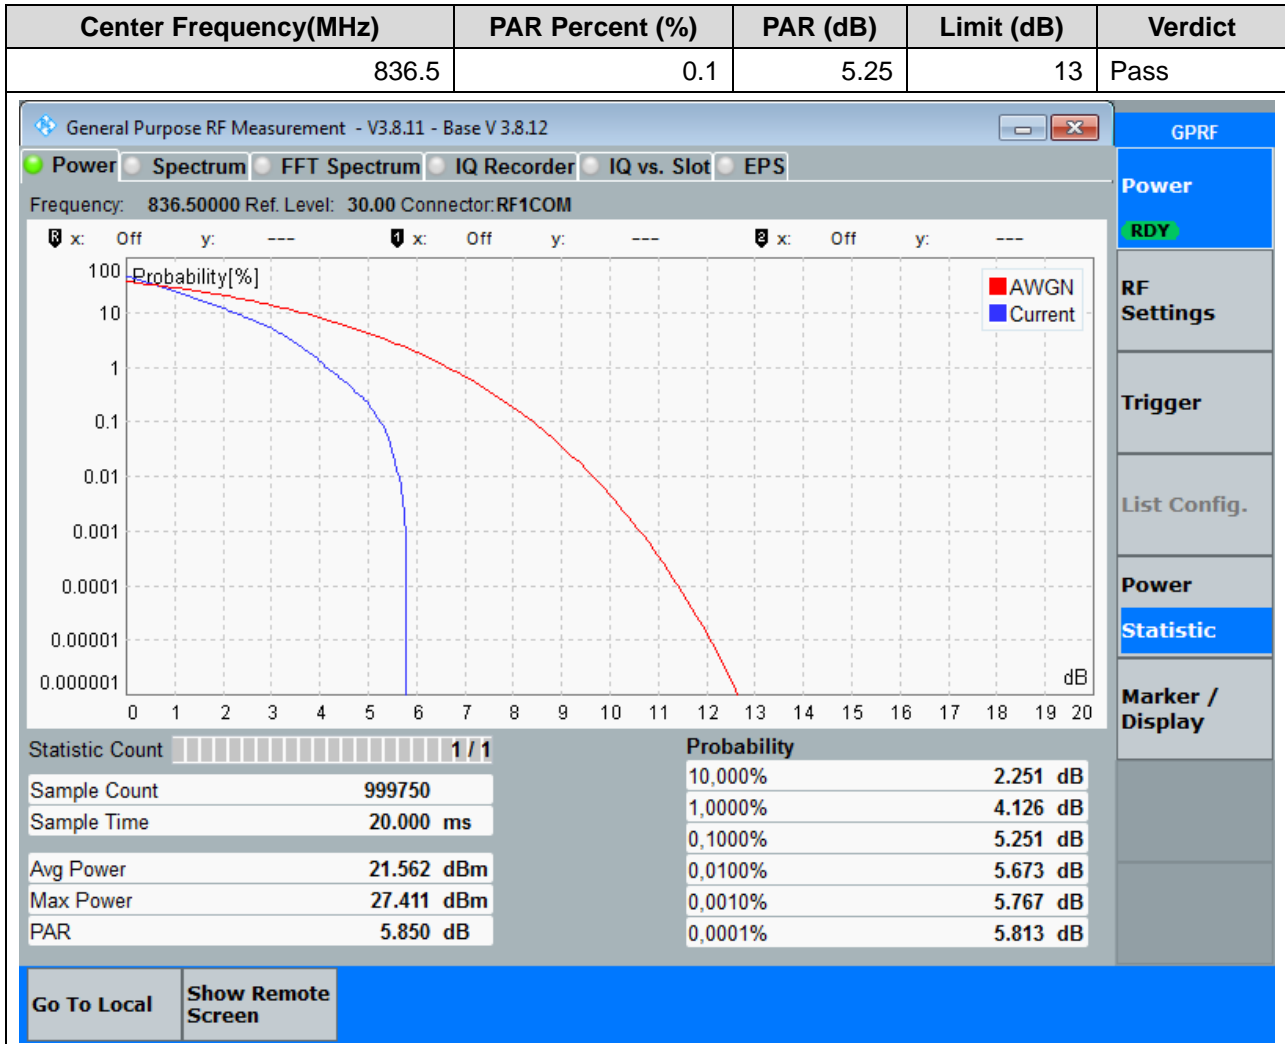 Center Frequency(MHz) PAR Percent (%) PAR (dB) Limit (dB) Verdict
836.5 0.1 5.25 13 Pass
General Purpose RF Measurement - V3.8.11 - Base V 3.8.12
GPRF
Power Spectrum FFT Spectrum IQ Recorder IQ vs. Slot EPS
Frequency: 836.50000 Ref. Level: 30.00 Connector:RF1COM
R x: Off y: --- 1 x: Off y: --- 2 x: Off y: ---
Probability[%]
AWGN
Current
100
10
1
0.1
0.01
0.001
0.0001
0.00001
0.000001
dB
0 1 2 3 4 5 6 7 8 9 10 11 12 13 14 15 16 17 18 19 20
Statistic Count 1 / 1
Sample Count 999750
Sample Time 20.000 ms
Avg Power 21.562 dBm
Max Power 27.411 dBm
PAR 5.850 dB
Probability
10,000% 2.251 dB
1,0000% 4.126 dB
0,1000% 5.251 dB
0,0100% 5.673 dB
0,0010% 5.767 dB
0,0001% 5.813 dB
Power
RDY
RF
Settings
Trigger
List Config.
Power
Statistic
Marker /
Display
Go To Local
Show Remote
Screen